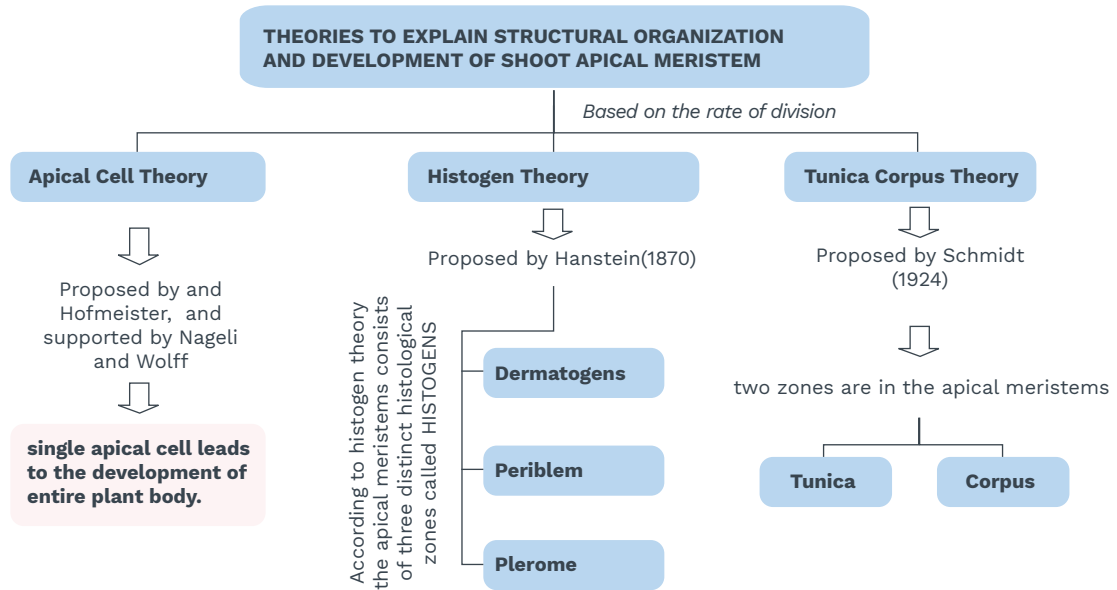 THEORIES TO EXPLAIN STRUCTURAL ORGANIZATION
AND DEVELOPMENT OF SHOOT APICAL MERISTEM
Based on the rate of division
Apical Cell Theory
Proposed by and
Hofmeister, and
supported by Nageli
and Wolff
single apical cell leads
to the development of
entire plant body.
Histogen Theory
Proposed by Hanstein(1870)
According to histogen theory
the apical meristems consists
of three distinct histological
zones called HISTOGENS
Dermatogens
Periblem
Plerome
Tunica Corpus Theory
Proposed by Schmidt
(1924)
two zones are in the apical meristems
Tunica
Corpus